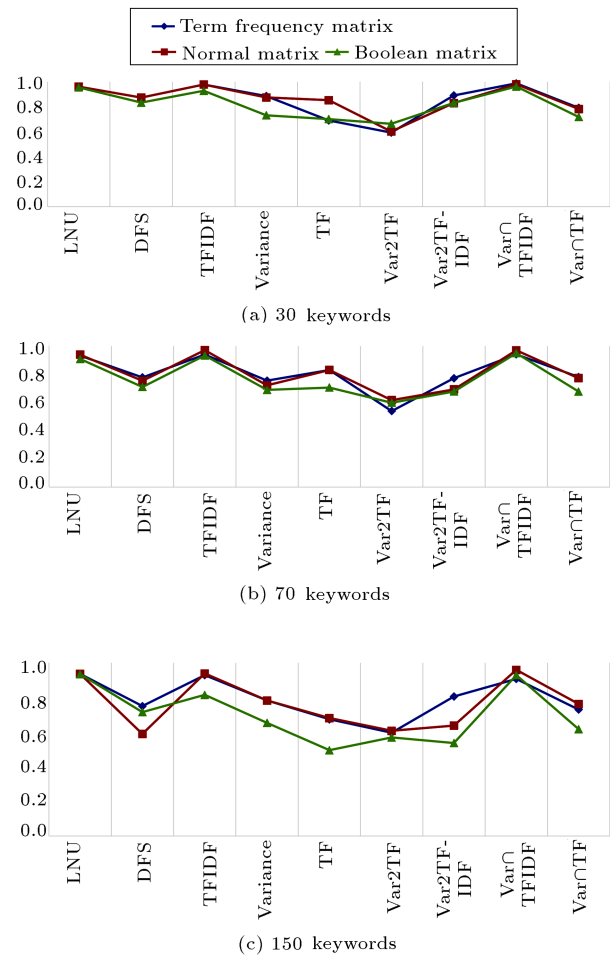 Term frequency matrix
Normal matrix Boolean matrix
1.0
0.8
0.6
0.4
0.2
0.0
LNU
DFS
TFIDF
Variance
TF
Var2TF
Var2TF-
IDF
Var∩
TFIDF
Var∩TF
(a) 30 keywords
1.0
0.8
0.6
0.4
0.2
0.0
LNU
DFS
TFIDF
Variance
TF
Var2TF
Var2TF-
IDF
Var∩
TFIDF
Var∩TF
(b) 70 keywords
1.0
0.8
0.6
0.4
0.2
0.0
LNU
DFS
TFIDF
Variance
TF
Var2TF
Var2TF-
IDF
Var∩
TFIDF
Var∩TF
(c) 150 keywords